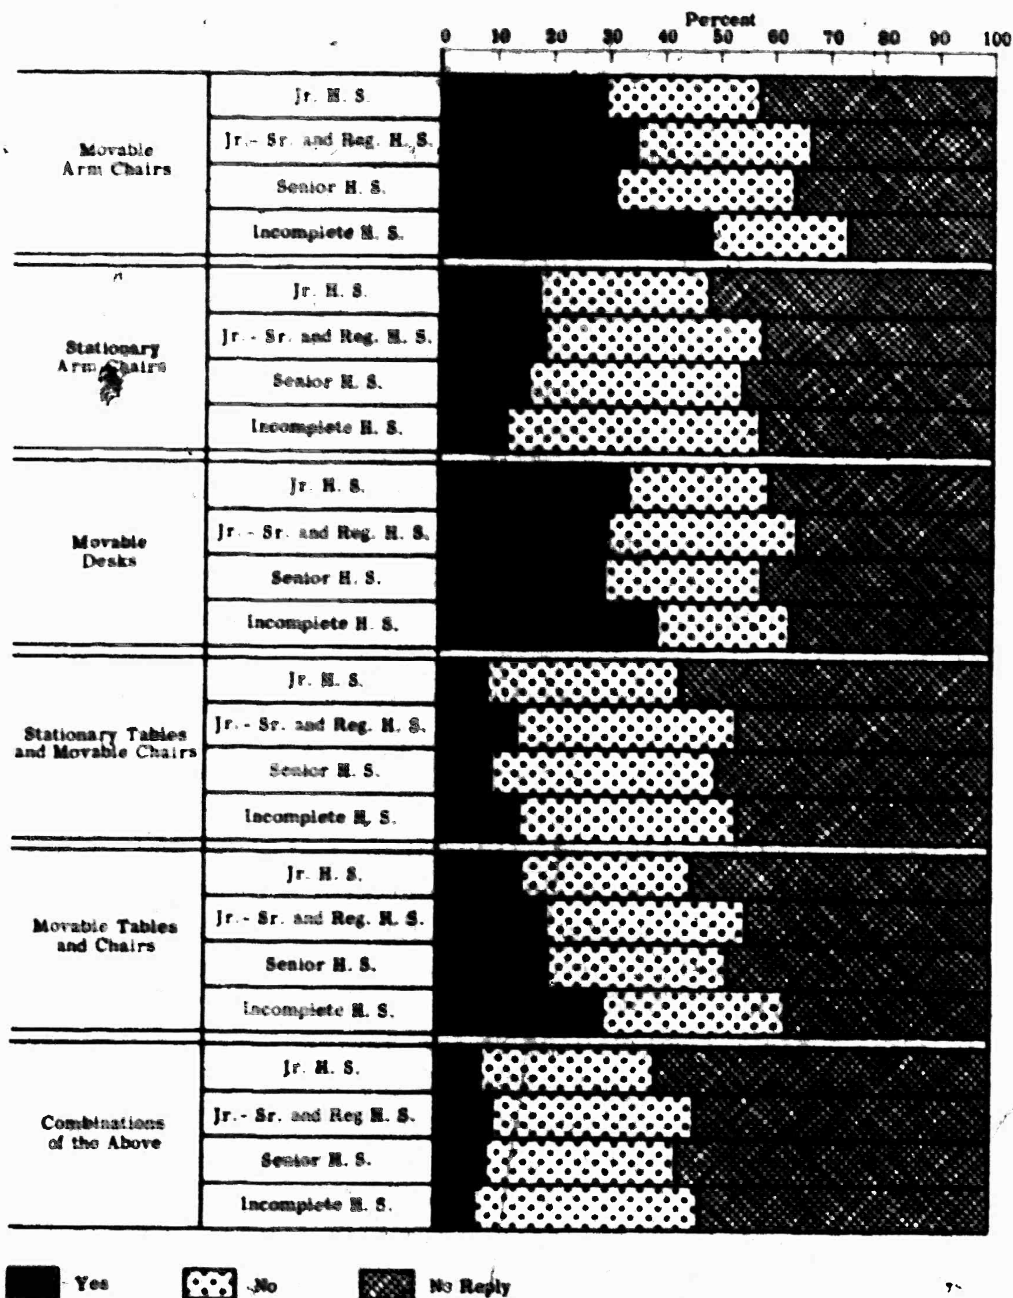 Percent
0 10 20 30 40 50 60 70 80 90 100
Movable
Arm Chairs
Jr. H. S.
Jr. - Sr. and Reg. H. S.
Senior H. S.
Incomplete H. S.
Stationary
Arm Chairs
Jr. H. S.
Jr. - Sr. and Reg. H. S.
Senior H. S.
Incomplete H. S.
Movable
Desks
Jr. H. S.
Jr. - Sr. and Reg. H. S.
Senior H. S.
Incomplete H. S.
Stationary Tables
and Movable Chairs
Jr. H. S.
Jr. - Sr. and Reg. H. S.
Senior H. S.
Incomplete H. S.
Movable Tables
and Chairs
Jr. H. S.
Jr. - Sr. and Reg. H. S.
Senior H. S.
Incomplete H. S.
Combinations
of the Above
Jr. H. S.
Jr. - Sr. and Reg H. S.
Senior H. S.
Incomplete H. S.
Yes No No Reply